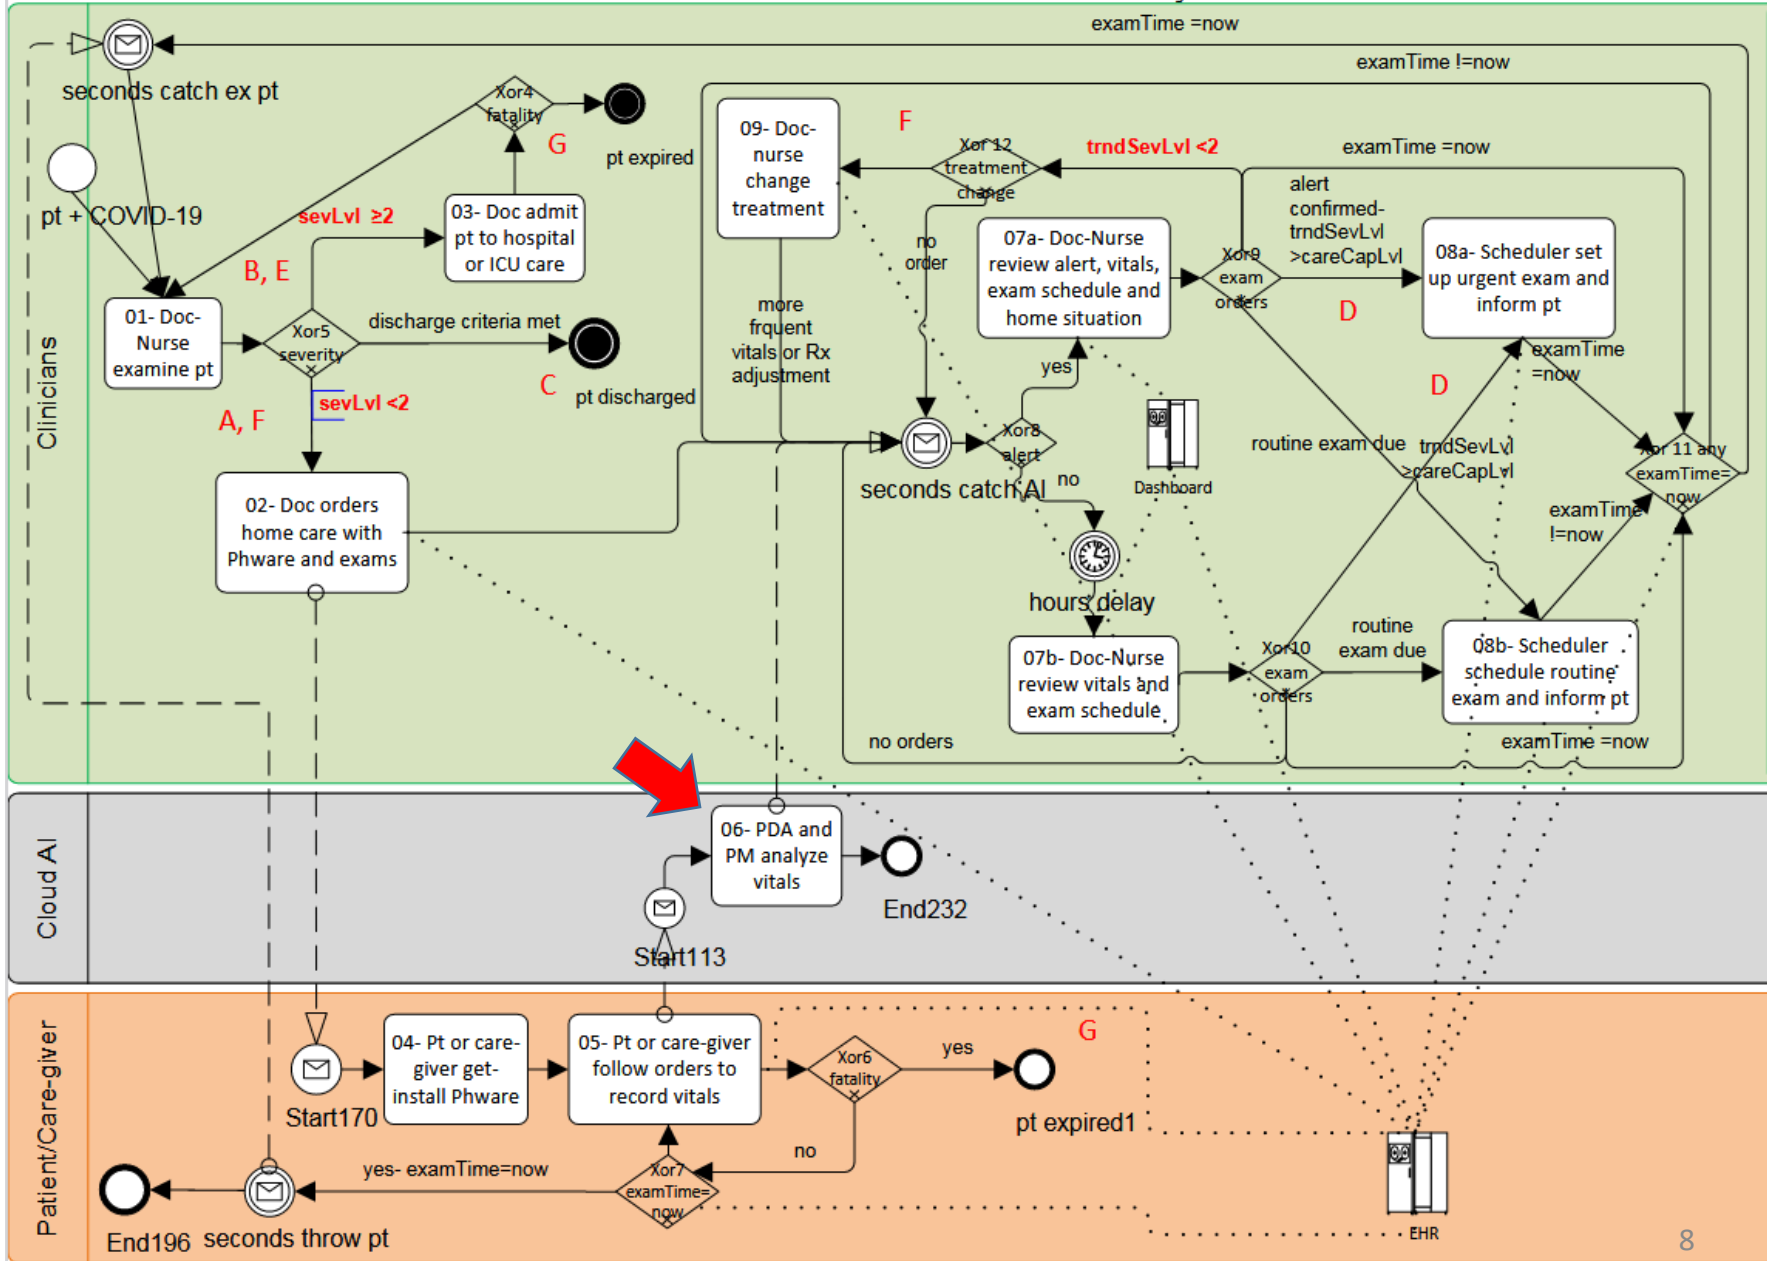 examTime =now
seconds catch ex pt
examTime !=now
Xor4
fatality
G
pt expired
09- Doc-
nurse
change
treatment
F
Xor 12
treatment
change
trndSevLvl <2
examTime =now
pt + COVID-19
sevLvl ≥2
03- Doc admit
pt to hospital
or ICU care
B, E
no
order
07a- Doc-Nurse
review alert, vitals,
exam schedule and
home situation
Xor9
exam
orders
alert
confirmed-
trndSevLvl
>careCapLvl
08a- Scheduler set
up urgent exam and
inform pt
D
Clinicians
01- Doc-
Nurse
examine pt
Xor5
severity
discharge criteria met
C
pt discharged
more
frquent
vitals or Rx
adjustment
yes
examTime
=now
D
A, F
sevLvl <2
seconds catch AI
Xor8
alert
no
Dashboard
routine exam due
trndSevLvl
>careCapLvl
Xor 11 any
examTime=
now
02- Doc orders
home care with
Phware and exams
hours delay
examTime
!=now
07b- Doc-Nurse
review vitals and
exam schedule
Xor10
exam
orders
routine
exam due
08b- Scheduler
schedule routine
exam and inform pt
no orders
examTime =now
Cloud AI
06- PDA and
PM analyze
vitals
End232
Start113
Patient/Care-giver
Start170
04- Pt or care-
giver get-
install Phware
05- Pt or care-giver
follow orders to
record vitals
Xor6
fatality
yes
G
pt expired1
no
Xor7
examTime=
now
yes- examTime=now
End196
seconds throw pt
EHR
8